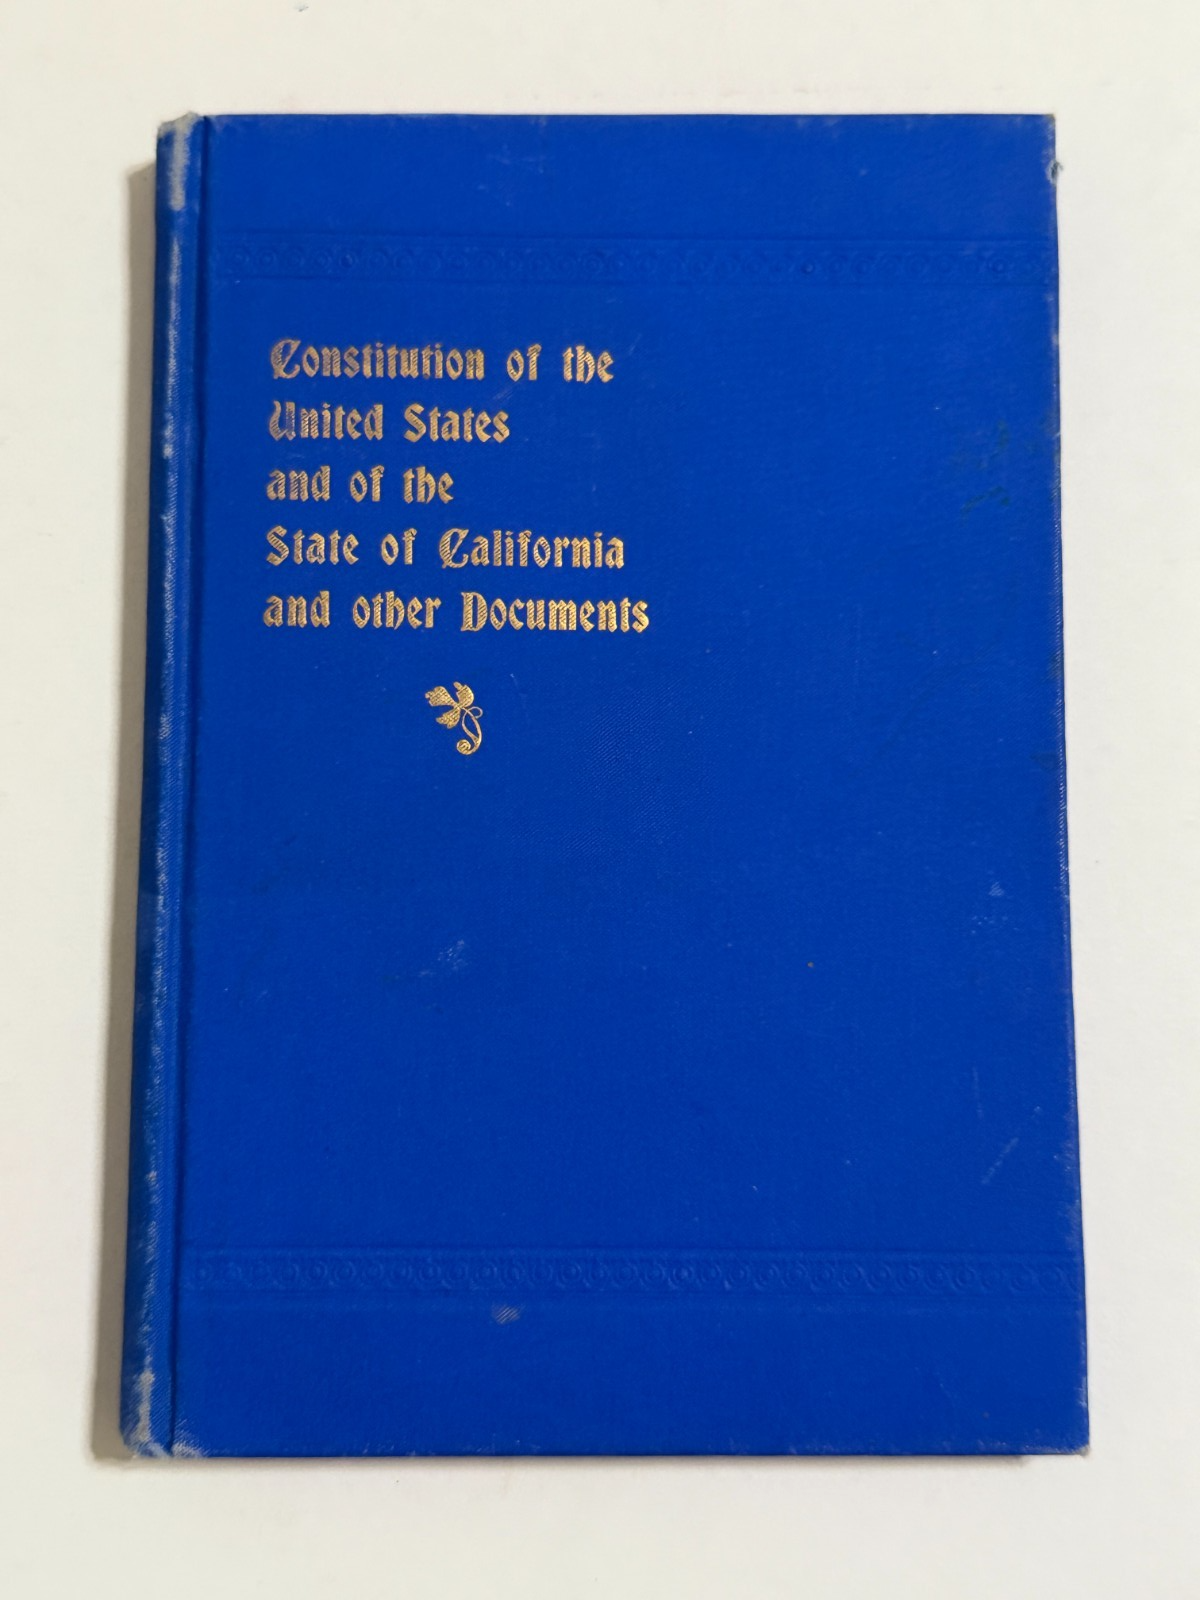 Constitution of the
United States
and of the
State of California
and other Documents